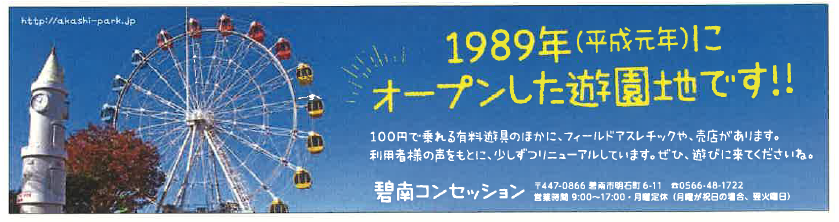 http://akashi-park.jp
1989年(平成元年)に
オープンした遊園地です!!
100円で乗れる有料遊具のほかに、フィールドアスレチックや、売店があります。
利用者様の声をもとに、少しずつリニューアルしています。ぜひ、遊びに来てくださいね。
碧南コンセッション
〒447-0866 碧南市明石町 6-11 ☎0566-48-1722
営業時間 9:00〜17:00・月曜定休（月曜が祝日の場合、翌火曜日）